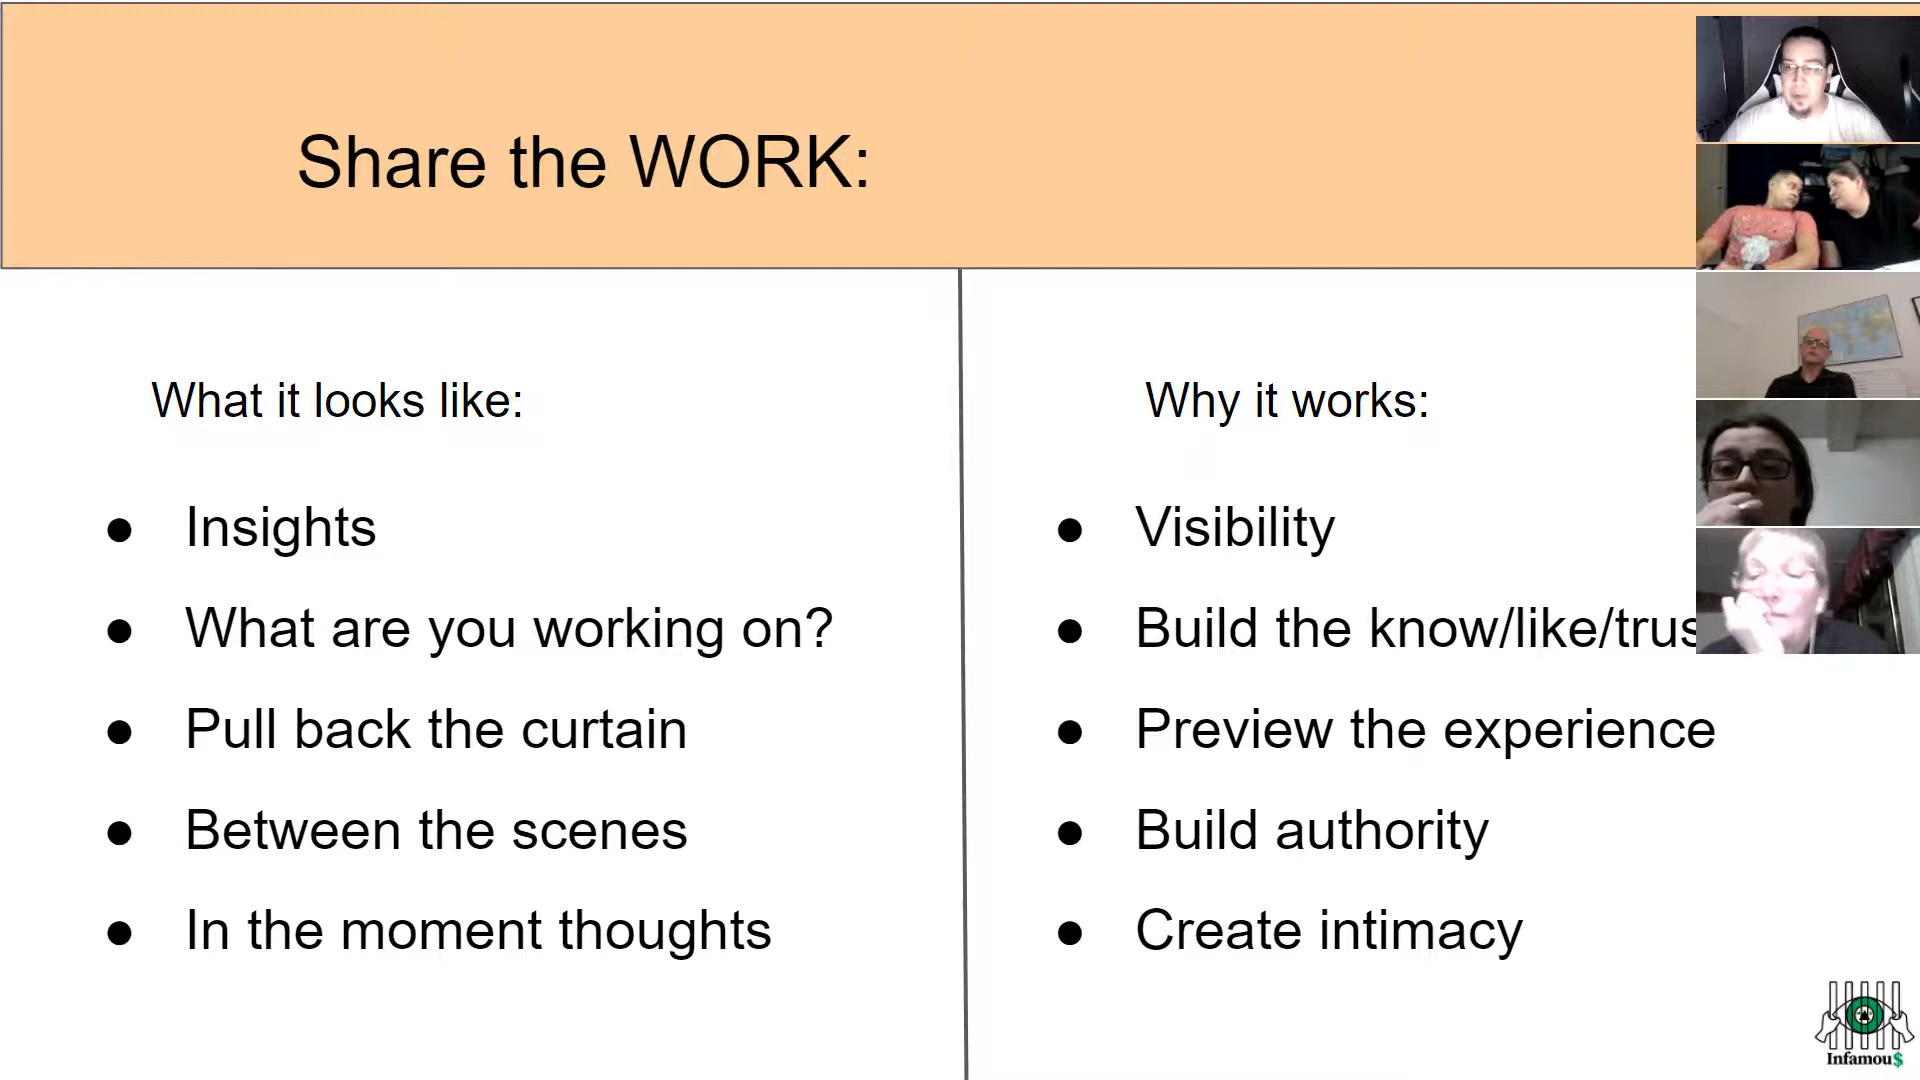 Share the WORK:
What it looks like:
Insights
What are you working on?
Pull back the curtain
Between the scenes
In the moment thoughts
Why it works:
Visibility
Build the know/like/trus
Preview the experience
Build authority
Create intimacy
Infamou$